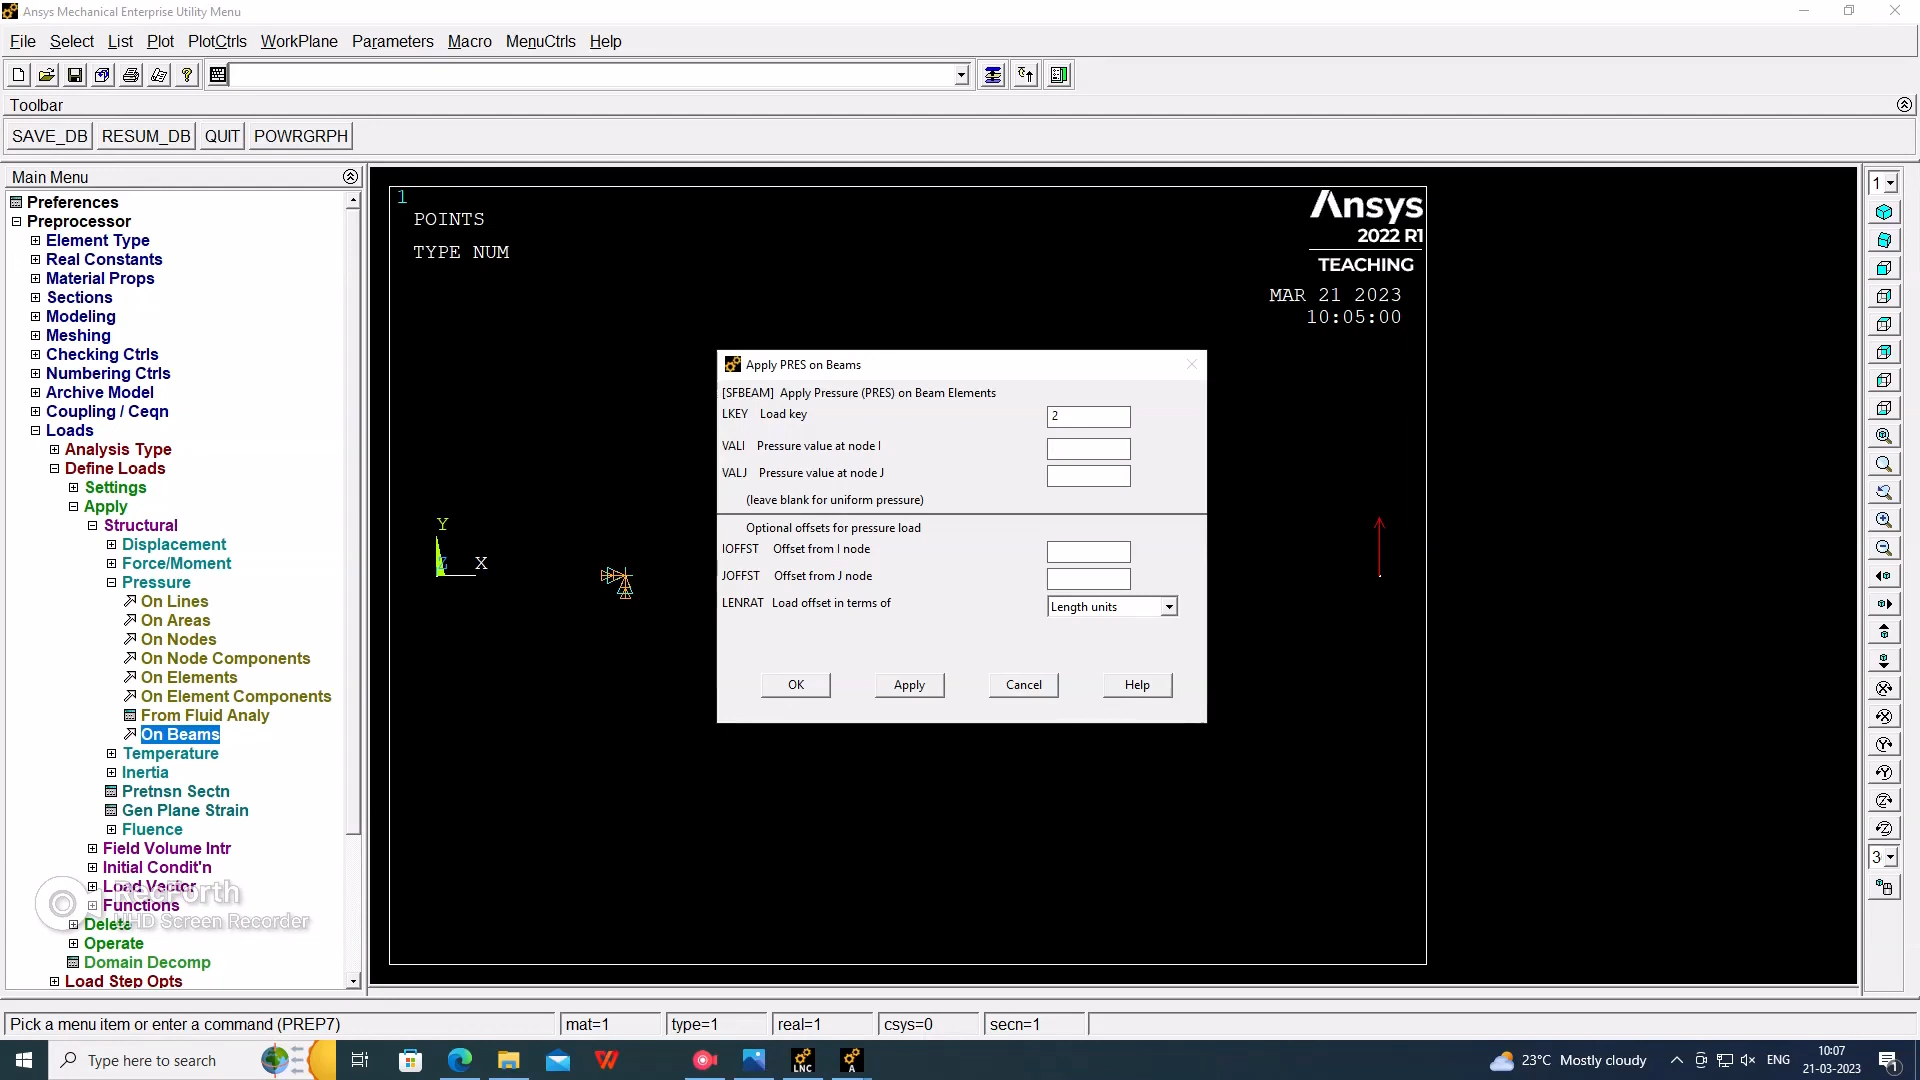 Ansys Mechanical Enterprise Utility Menu
File Select List Plot PlotCtrls WorkPlane Parameters Macro MenuCtrls Help
Toolbar
SAVE_DB RESUM_DB QUIT POWRGRPH
Main Menu
Preferences
Preprocessor
Element Type
Real Constants
Material Props
Sections
Modeling
Meshing
Checking Ctrls
Numbering Ctrls
Archive Model
Coupling / Ceqn
Loads
Analysis Type
Define Loads
Settings
Apply
Structural
Displacement
Force/Moment
Pressure
On Lines
On Areas
On Nodes
On Node Components
On Elements
On Element Components
From Fluid Analy
On Beams
Temperature
Inertia
Pretnsn Sectn
Gen Plane Strain
Fluence
Field Volume Intr
Initial Condit'n
Load Vector
Functions
Delete
Operate
Domain Decomp
Load Step Opts
RecForth
UHD Screen Recorder
1
POINTS
TYPE NUM
Ansys
2022 R1
TEACHING
MAR 21 2023
10:05:00
Y
Z X
Apply PRES on Beams
[SFBEAM] Apply Pressure (PRES) on Beam Elements
LKEY Load key 2
VALI Pressure value at node I
VALJ Pressure value at node J
(leave blank for uniform pressure)
Optional offsets for pressure load
IOFFST Offset from I node
JOFFST Offset from J node
LENRAT Load offset in terms of Length units
OK Apply Cancel Help
1
3
Pick a menu item or enter a command (PREP7) mat=1 type=1 real=1 csys=0 secn=1
Type here to search
LNC
A
23°C Mostly cloudy
ENG
10:07
21-03-2023
1